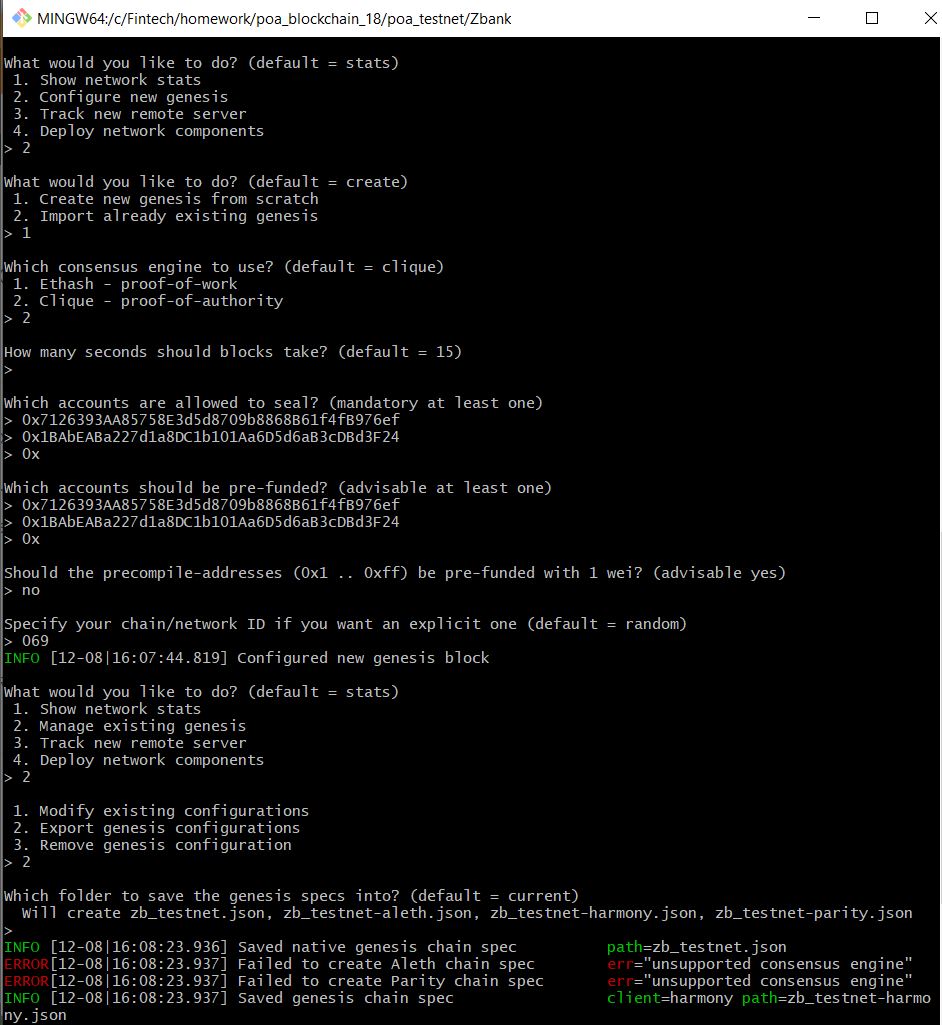 MINGW64:/c/Fintech/homework/poa_blockchain_18/poa_testnet/Zbank
What would you like to do? (default = stats)
1. Show network stats
2. Configure new genesis
3. Track new remote server
4. Deploy network components
> 2
What would you like to do? (default = create)
1. Create new genesis from scratch
2. Import already existing genesis
> 1
Which consensus engine to use? (default = clique)
1. Ethash - proof-of-work
2. Clique - proof-of-authority
> 2
How many seconds should blocks take? (default = 15)
>
Which accounts are allowed to seal? (mandatory at least one)
> 0x7126393AA85758E3d5d8709b8868B61f4fB976ef
> 0x1BAbEABa227d1a8DC1b101Aa6D5d6aB3cDBd3F24
> 0x
Which accounts should be pre-funded? (advisable at least one)
> 0x7126393AA85758E3d5d8709b8868B61f4fB976ef
> 0x1BAbEABa227d1a8DC1b101Aa6D5d6aB3cDBd3F24
> 0x
Should the precompile-addresses (0x1 .. 0xff) be pre-funded with 1 wei? (advisable yes)
> no
Specify your chain/network ID if you want an explicit one (default = random)
> 069
INFO [12-08|16:07:44.819] Configured new genesis block
What would you like to do? (default = stats)
1. Show network stats
2. Manage existing genesis
3. Track new remote server
4. Deploy network components
> 2
1. Modify existing configurations
2. Export genesis configurations
3. Remove genesis configuration
> 2
Which folder to save the genesis specs into? (default = current)
Will create zb_testnet.json, zb_testnet-aleth.json, zb_testnet-harmony.json, zb_testnet-parity.json
>
INFO [12-08|16:08:23.936] Saved native genesis chain spec path=zb_testnet.json
ERROR[12-08|16:08:23.937] Failed to create Aleth chain spec err="unsupported consensus engine"
ERROR[12-08|16:08:23.937] Failed to create Parity chain spec err="unsupported consensus engine"
INFO [12-08|16:08:23.937] Saved genesis chain spec client=harmony path=zb_testnet-harmo
ny.json